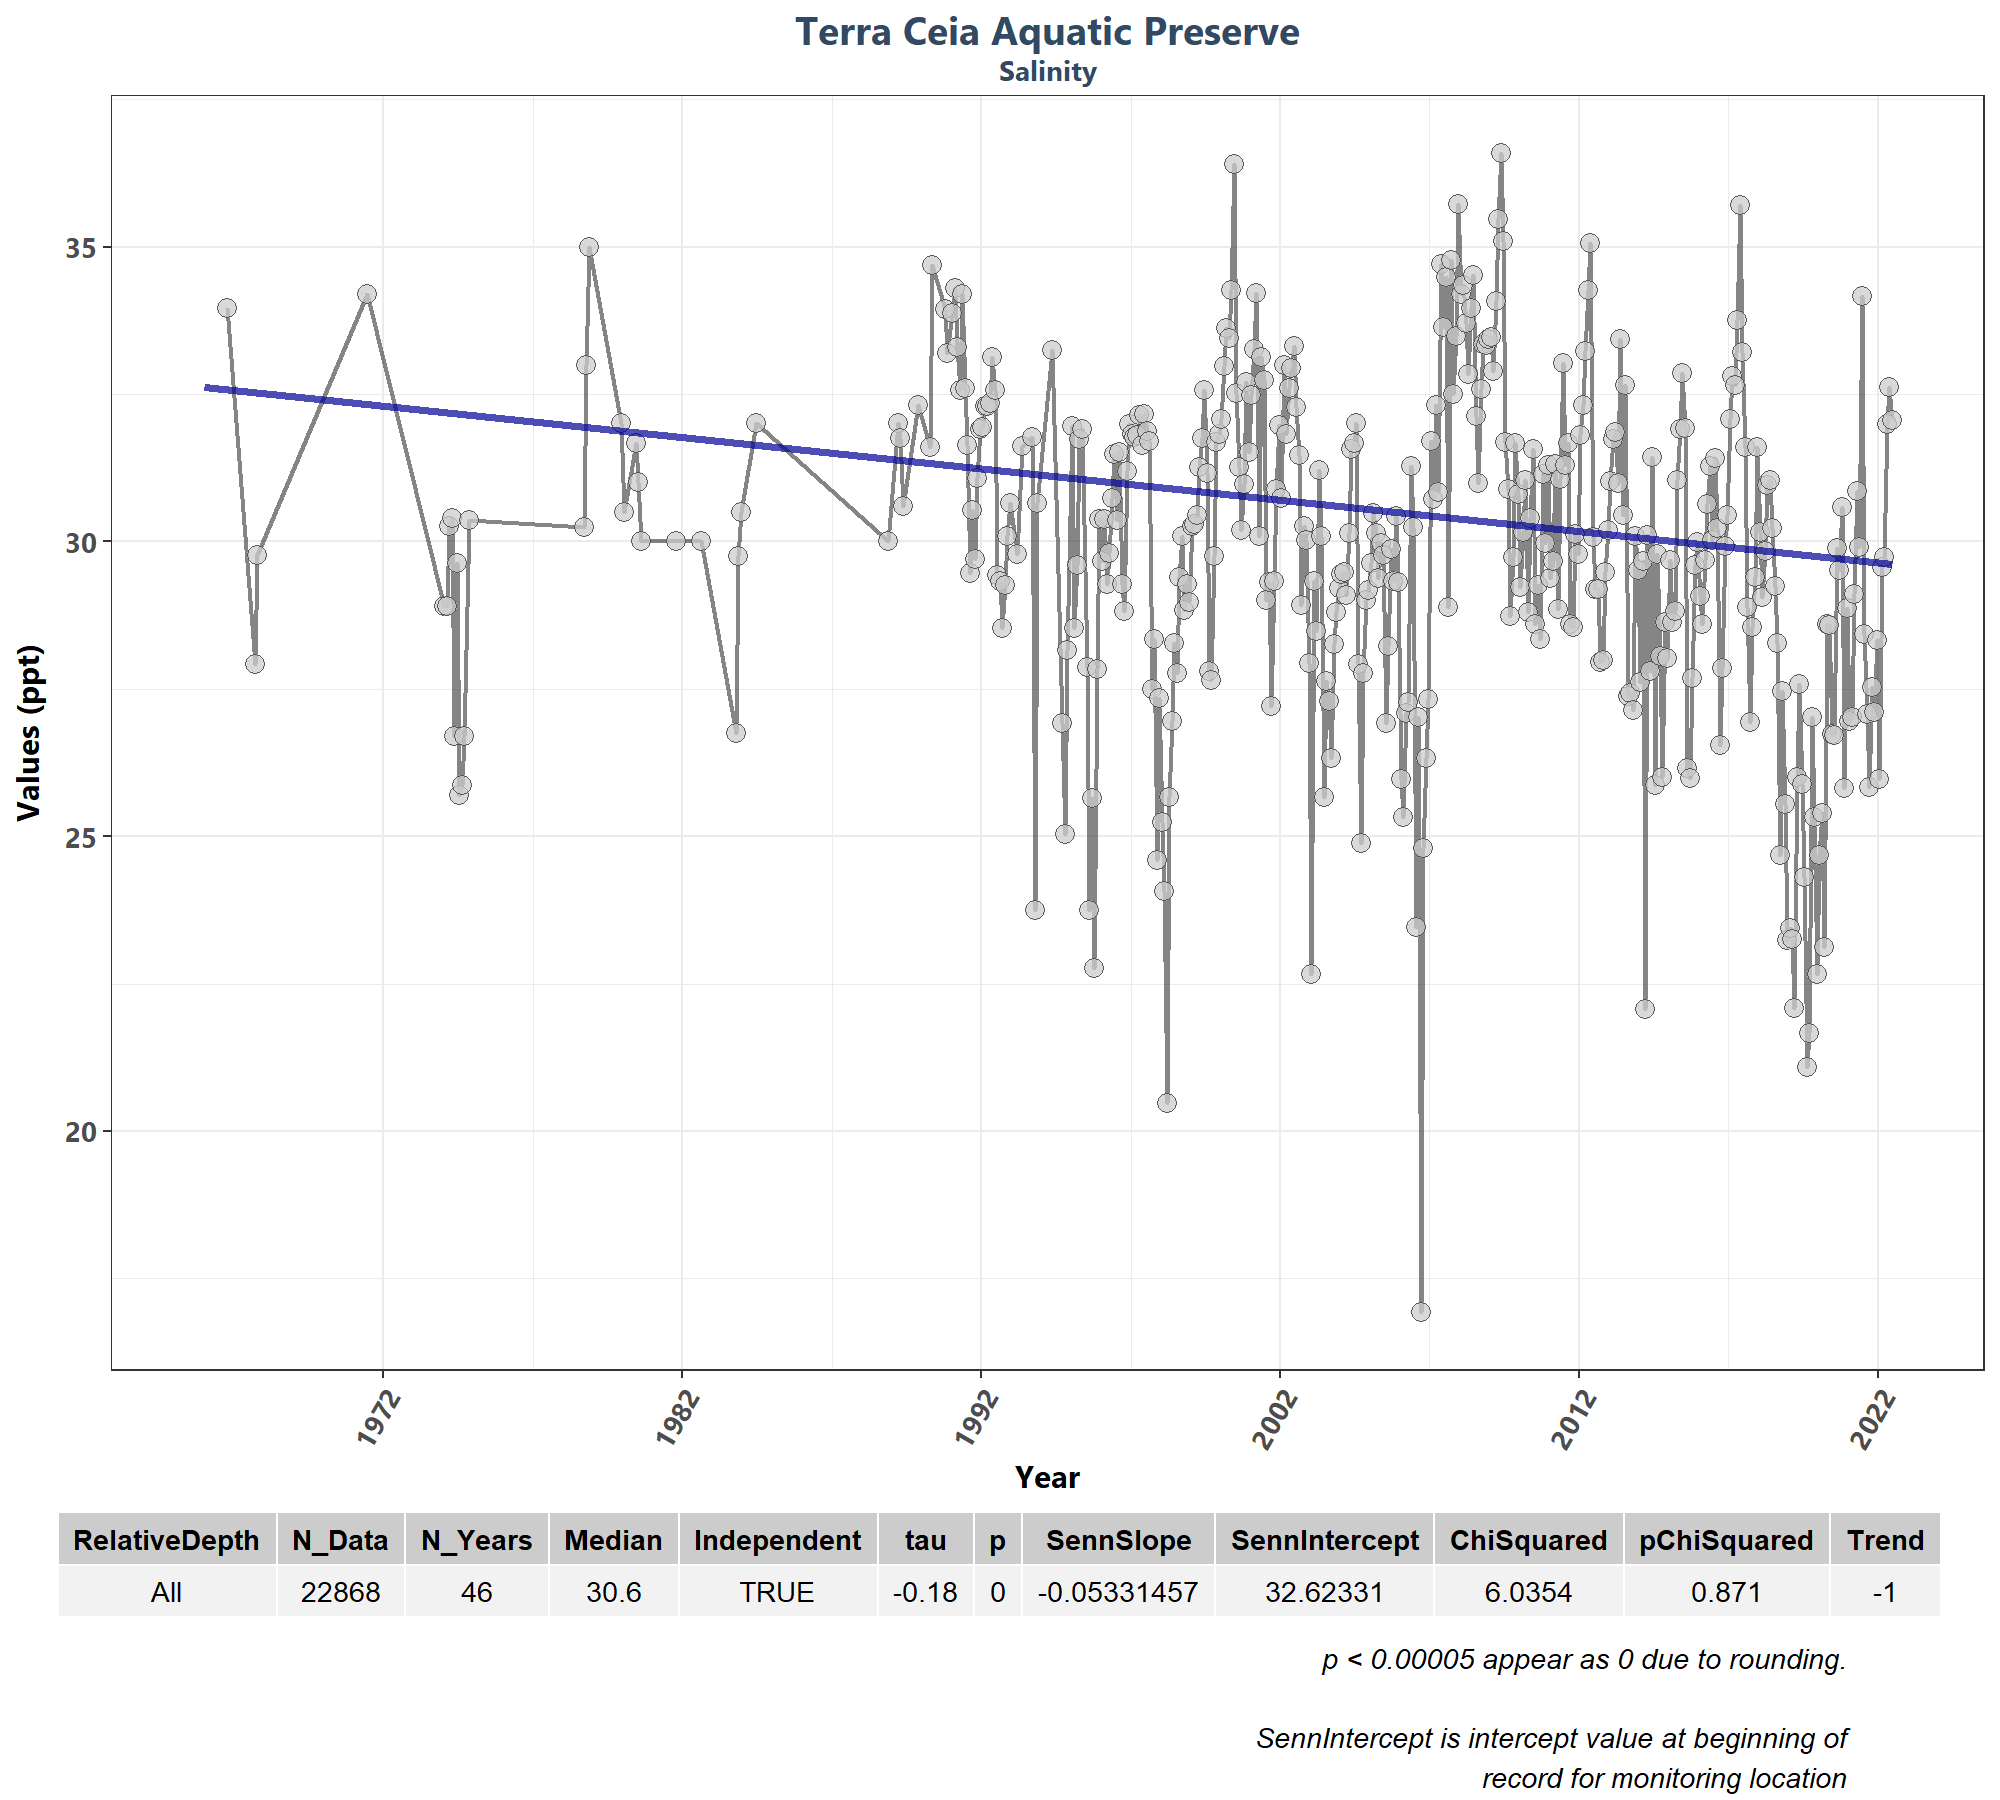 Terra Ceia Aquatic Preserve
Salinity
Values (ppt)
35
30
25
20
1972
1982
1992
2002
2012
2022
Year
RelativeDepth N_Data N_Years Median Independent tau p SennSlope SennIntercept ChiSquared pChiSquared Trend
All 22868 46 30.6 TRUE -0.18 0 -0.05331457 32.62331 6.0354 0.871 -1
p < 0.00005 appear as 0 due to rounding.
SennIntercept is intercept value at beginning of
record for monitoring location